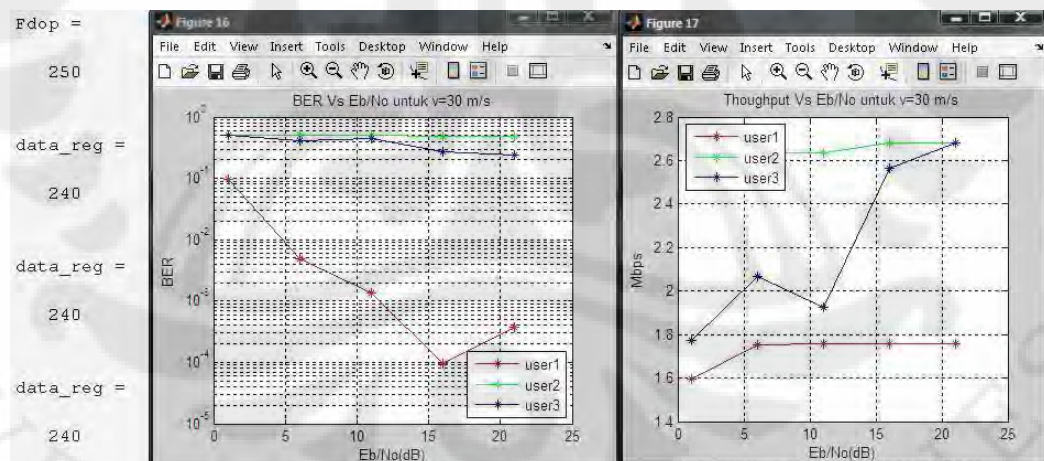 Fdop =
250
data_reg =
240
data_reg =
240
data_reg =
240
Figure 16
File Edit View Insert Tools Desktop Window Help
BER Vs Eb/No untuk v=30 m/s
10^2
10^-1
10^-2
10^-3
10^-4
10^-5
BER
0 5 10 15 20 25
Eb/No(dB)
user1
user2
user3
Figure 17
File Edit View Insert Tools Desktop Window Help
Thoughput Vs Eb/No untuk v=30 m/s
user1
user2
user3
2.8
2.6
2.4
2.2
2
1.8
1.6
1.4
Mbps
0 5 10 15 20 25
Eb/No(dB)